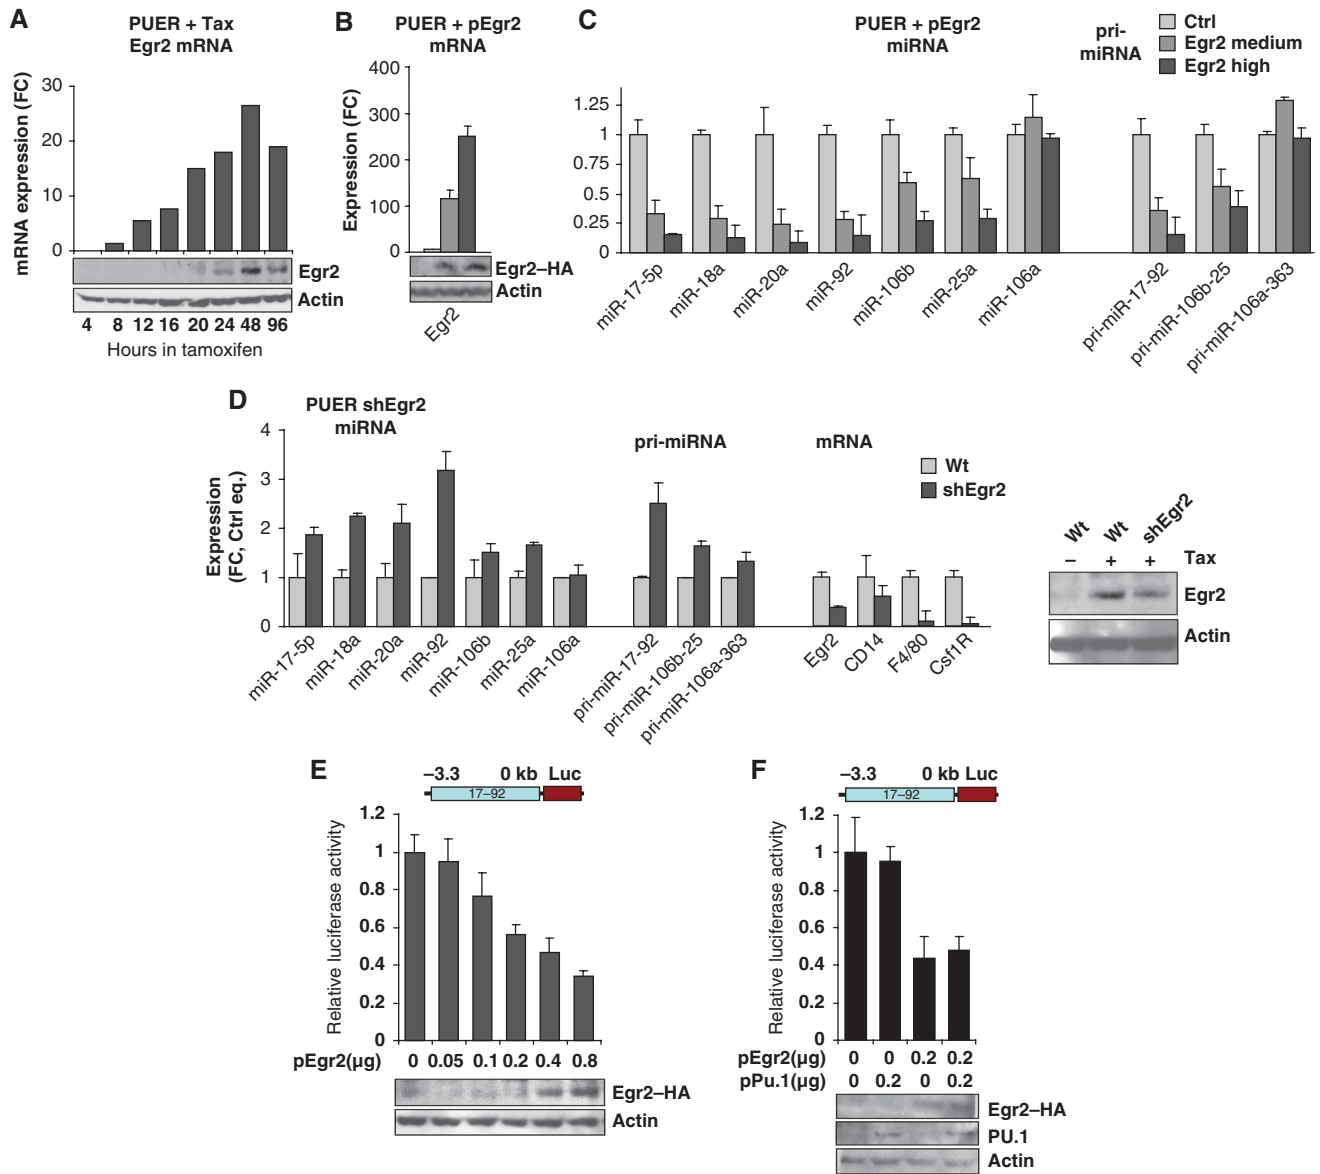 A
PUER + Tax
Egr2 mRNA
mRNA expression (FC)
30
20
10
0
Egr2
Actin
4 8 12 16 20 24 48 96
Hours in tamoxifen
B
PUER + pEgr2
mRNA
Expression (FC)
400
300
200
100
0
Egr2–HA
Actin
Egr2
C
PUER + pEgr2
miRNA
pri-
miRNA
Ctrl
Egr2 medium
Egr2 high
1.25
1
0.75
0.5
0.25
0
miR-17-5p
miR-18a
miR-20a
miR-92
miR-106b
miR-25a
miR-106a
pri-miR-17-92
pri-miR-106b-25
pri-miR-106a-363
D
PUER shEgr2
miRNA
pri-miRNA
mRNA
Wt
shEgr2
Expression
(FC, Ctrl eq.)
4
3
2
1
0
miR-17-5p
miR-18a
miR-20a
miR-92
miR-106b
miR-25a
miR-106a
pri-miR-17-92
pri-miR-106b-25
pri-miR-106a-363
Egr2
CD14
F4/80
Csf1R
Wt Wt shEgr2
– + + Tax
Egr2
Actin
E
–3.3 0 kb Luc
17–92
Relative luciferase activity
1.2
1
0.8
0.6
0.4
0.2
0
pEgr2(µg) 0 0.05 0.1 0.2 0.4 0.8
Egr2–HA
Actin
F
–3.3 0 kb Luc
17–92
Relative luciferase activity
1.2
1
0.8
0.6
0.4
0.2
0
pEgr2(µg) 0 0 0.2 0.2
pPu.1(µg) 0 0.2 0 0.2
Egr2–HA
PU.1
Actin